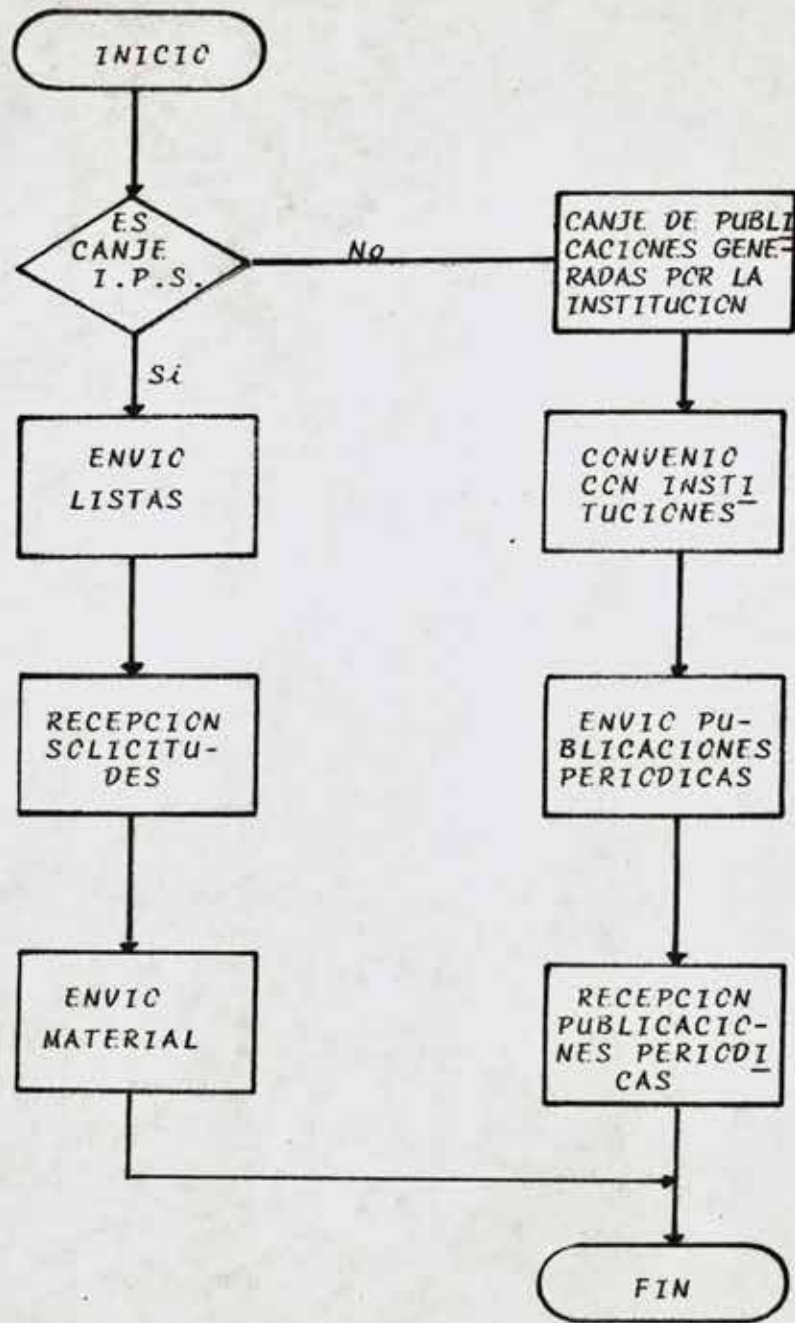 INICIO
ES
CANJE
I.P.S.
No
Si
CANJE DE PUBLI
CACIONES GENE-
RADAS POR LA
INSTITUCION
ENVIO
LISTAS
CONVENIO
CON INSTI
TUCIONES
RECEPCION
SOLICITU-
DES
ENVIO PU-
BLICACIONES
PERIODICAS
ENVIO
MATERIAL
RECEPCION
PUBLICACIO-
NES PERIODI
CAS
FIN